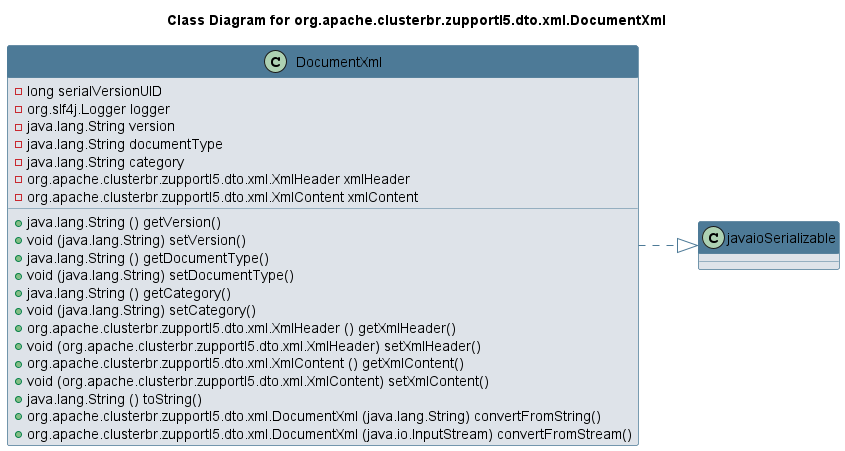 Class Diagram for org.apache.clusterbr.zupportl5.dto.xml.DocumentXml
C DocumentXml
long serialVersionUID
org.slf4j.Logger logger
java.lang.String version
java.lang.String documentType
java.lang.String category
org.apache.clusterbr.zupportl5.dto.xml.XmlHeader xmlHeader
org.apache.clusterbr.zupportl5.dto.xml.XmlContent xmlContent
java.lang.String () getVersion()
void (java.lang.String) setVersion()
java.lang.String () getDocumentType()
void (java.lang.String) setDocumentType()
java.lang.String () getCategory()
void (java.lang.String) setCategory()
org.apache.clusterbr.zupportl5.dto.xml.XmlHeader () getXmlHeader()
void (org.apache.clusterbr.zupportl5.dto.xml.XmlHeader) setXmlHeader()
org.apache.clusterbr.zupportl5.dto.xml.XmlContent () getXmlContent()
void (org.apache.clusterbr.zupportl5.dto.xml.XmlContent) setXmlContent()
java.lang.String () toString()
org.apache.clusterbr.zupportl5.dto.xml.DocumentXml (java.lang.String) convertFromString()
org.apache.clusterbr.zupportl5.dto.xml.DocumentXml (java.io.InputStream) convertFromStream()
C javaioSerializable